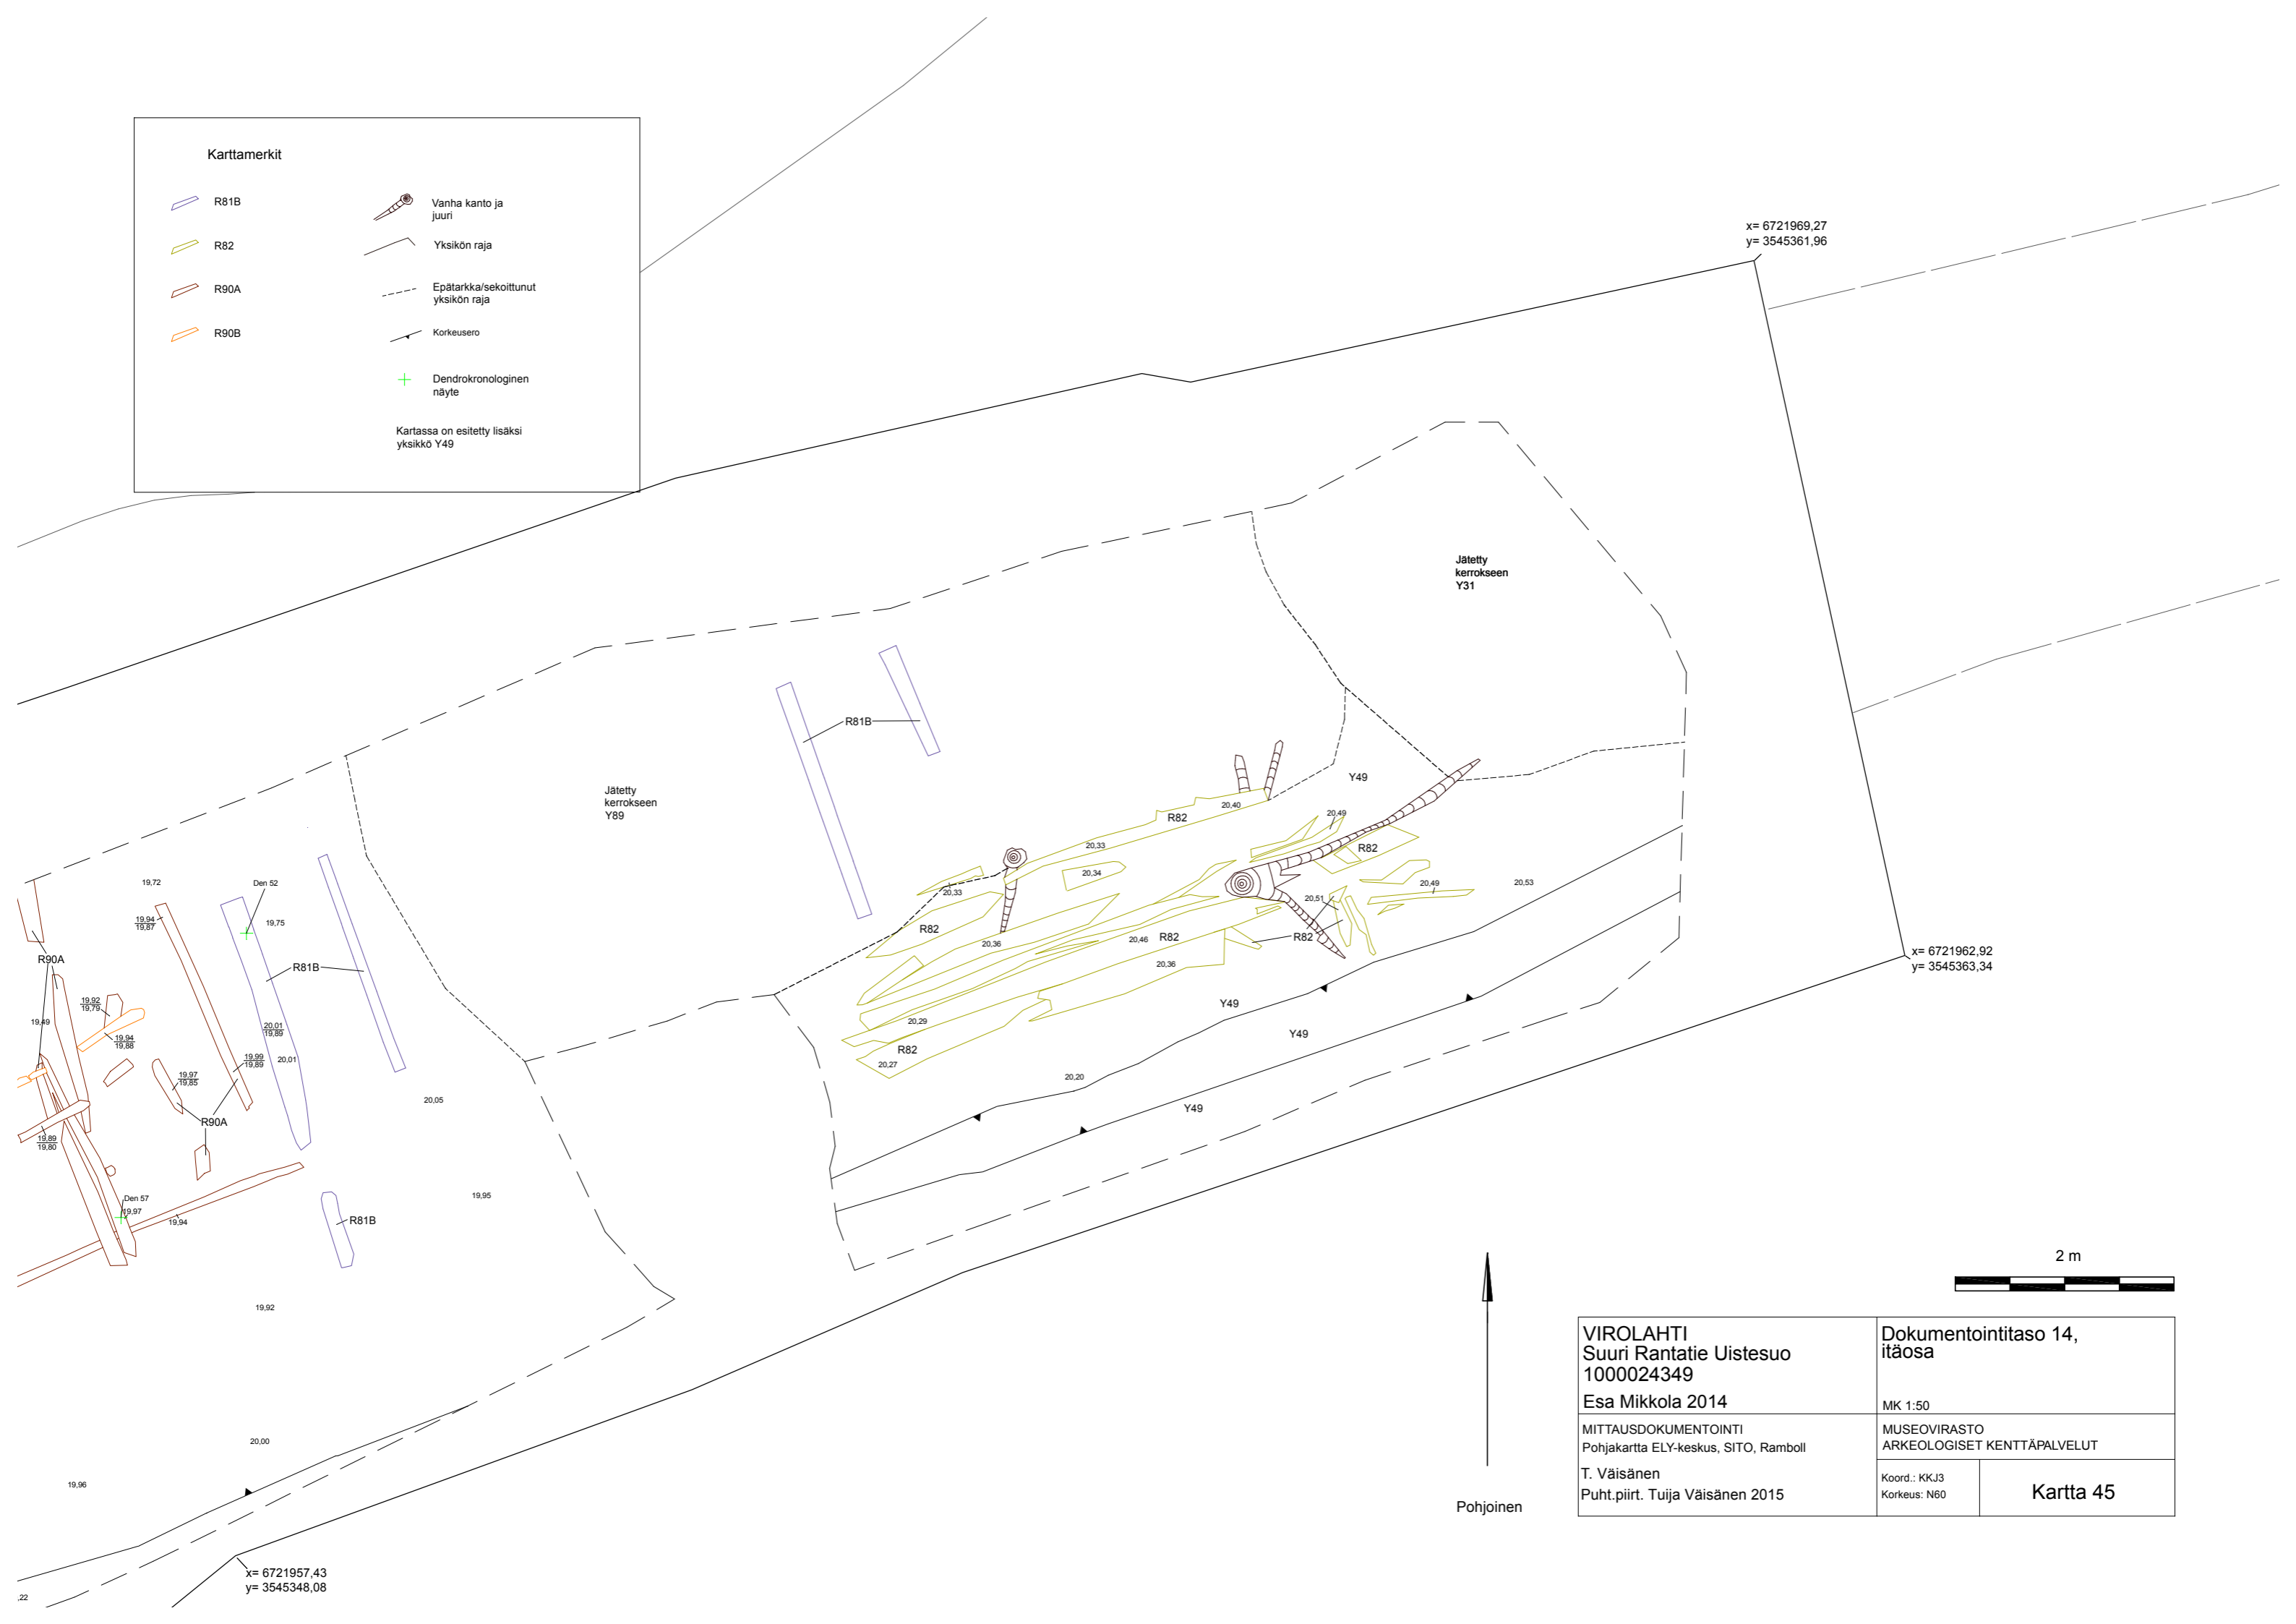 Karttamerkit
R81B
R82
R90A
R90B
Vanha kanto ja
juuri
Yksikön raja
Epätarkka/sekoittunut
yksikön raja
Korkeusero
Dendrokronologinen
näyte
Kartassa on esitetty lisäksi
yksikkö Y49
x= 6721969,27
y= 3545361,96
Jätetty
kerrokseen
Y31
R81B
Y49
Jätetty
kerrokseen
Y89
20,40
R82
20,49
20,33
R82
20,34
20,33
20,49
20,53
20,51
19,72
Den 52
19,94
19,87
19,75
R82
20,36
20,46
R82
R82
R90A
R81B
20,36
x= 6721962,92
y= 3545363,34
19,92
19,79
19,49
19,94
19,88
20,01
19,89
20,01
19,99
19,89
Y49
20,29
Y49
R82
20,27
20,20
19,97
19,85
20,05
Y49
R90A
19,89
19,80
Den 57
19,97
19,94
19,95
R81B
19,92
20,00
19,96
,22
x= 6721957,43
y= 3545348,08
Pohjoinen
2 m
VIROLAHTI
Suuri Rantatie Uistesuo
1000024349
Esa Mikkola 2014
Dokumentointitaso 14,
itäosa
MK 1:50
MITTAUSDOKUMENTOINTI
Pohjakartta ELY-keskus, SITO, Ramboll
T. Väisänen
Puht.piirt. Tuija Väisänen 2015
MUSEOVIRASTO
ARKEOLOGISET KENTTÄPALVELUT
Koord.: KKJ3
Korkeus: N60
Kartta 45